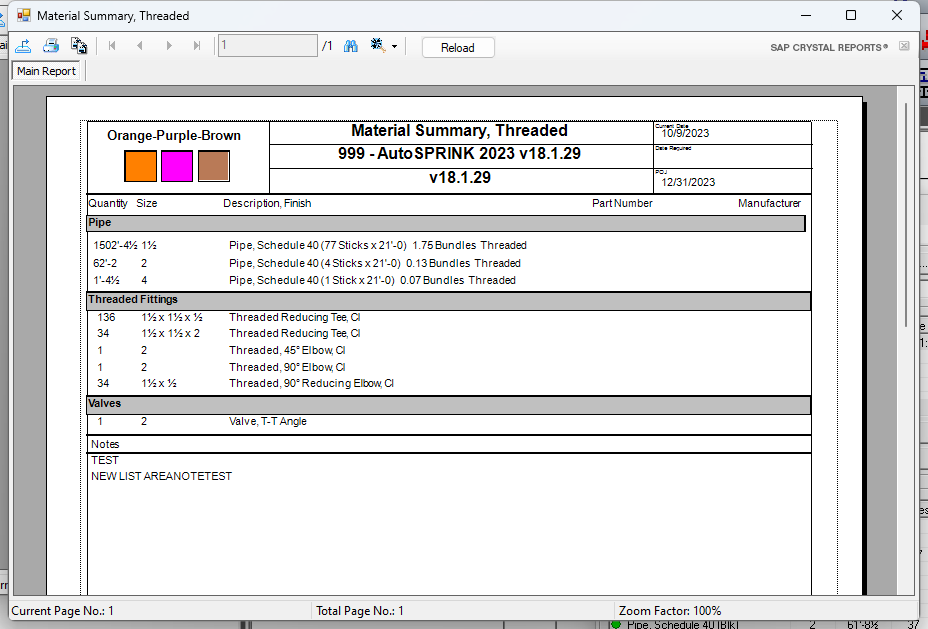 Material Summary, Threaded
1 /1 Reload SAP CRYSTAL REPORTS®
Main Report
Orange-Purple-Brown
Material Summary, Threaded
Current Date
10/9/2023
999 - AutoSPRINK 2023 v18.1.29
Date Required
v18.1.29
12/31/2023
Quantity Size Description, Finish Part Number Manufacturer
Pipe
1502'-4½ 1½ Pipe, Schedule 40 (77 Sticks x 21'-0) 1.75 Bundles Threaded
62'-2 2 Pipe, Schedule 40 (4 Sticks x 21'-0) 0.13 Bundles Threaded
1'-4½ 4 Pipe, Schedule 40 (1 Stick x 21'-0) 0.07 Bundles Threaded
Threaded Fittings
136 1½ x 1½ x ½ Threaded Reducing Tee, CI
34 1½ x 1½ x 2 Threaded Reducing Tee, CI
1 2 Threaded, 45° Elbow, CI
1 2 Threaded, 90° Elbow, CI
34 1½ x ½ Threaded, 90° Reducing Elbow, CI
Valves
1 2 Valve, T-T Angle
Notes
TEST
NEW LIST AREANOTETEST
Current Page No.: 1 Total Page No.: 1 Zoom Factor: 100%
Pipe, Schedule 40 [Blk] 2 61'-8½ 37